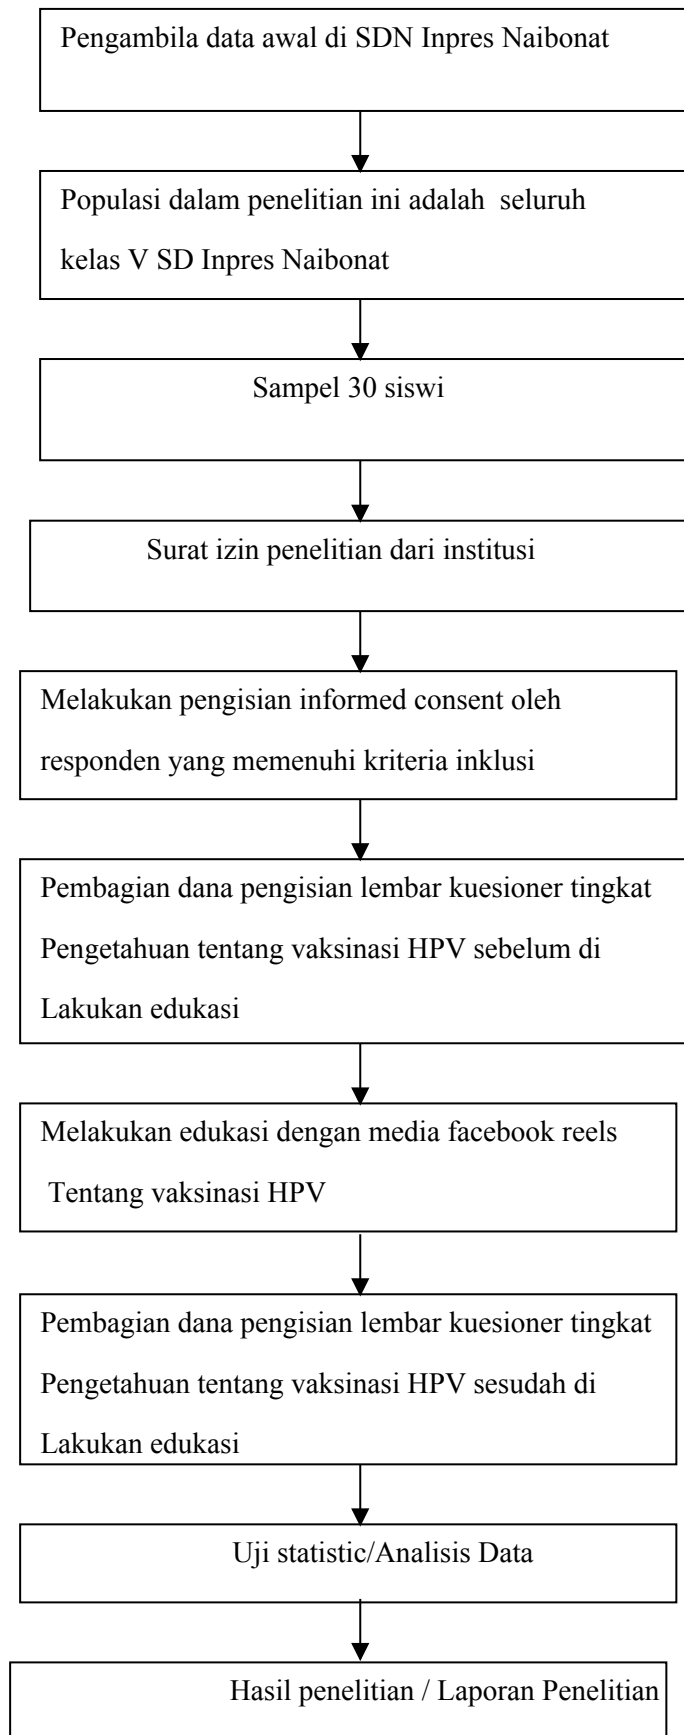 Pengambila data awal di SDN Inpres Naibonat
Populasi dalam penelitian ini adalah seluruh
kelas V SD Inpres Naibonat
Sampel 30 siswi
Surat izin penelitian dari institusi
Melakukan pengisian informed consent oleh
responden yang memenuhi kriteria inklusi
Pembagian dana pengisian lembar kuesioner tingkat
Pengetahuan tentang vaksinasi HPV sebelum di
Lakukan edukasi
Melakukan edukasi dengan media facebook reels
Tentang vaksinasi HPV
Pembagian dana pengisian lembar kuesioner tingkat
Pengetahuan tentang vaksinasi HPV sesudah di
Lakukan edukasi
Uji statistic/Analisis Data
Hasil penelitian / Laporan Penelitian